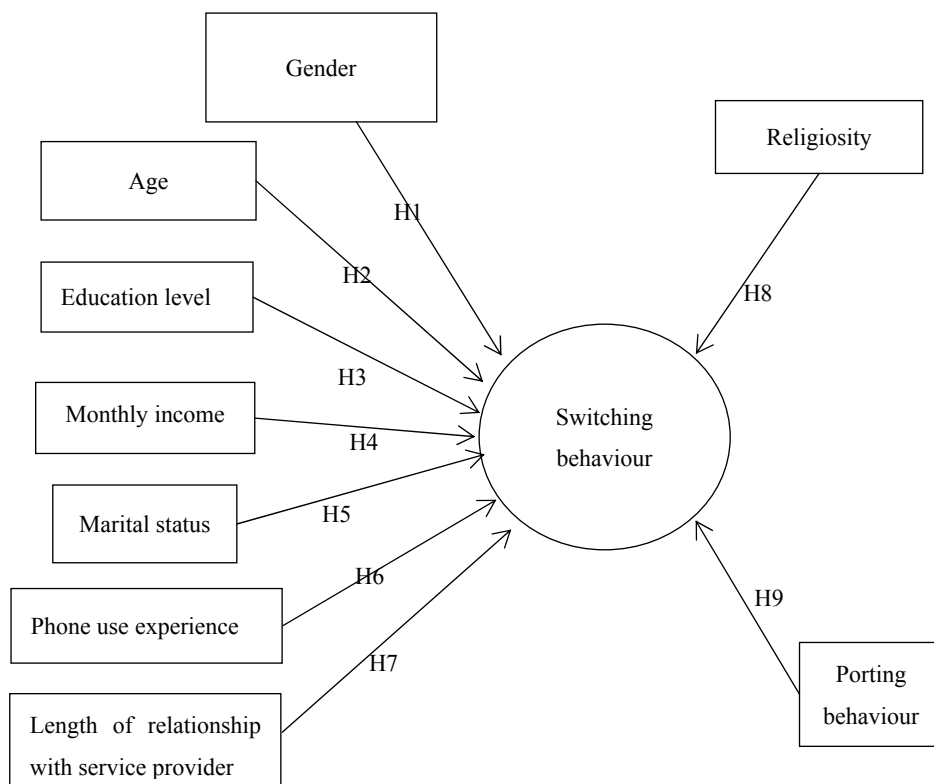 Gender
Religiosity
Age
H1
H2
Education level
H8
H3
Monthly income
Switching
behaviour
H4
Marital status
H5
H6
Phone use experience
H9
H7
Porting
behaviour
Length of relationship
with service provider